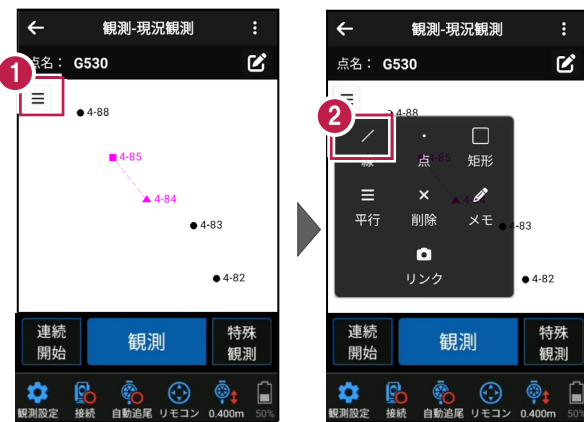 観測-現況観測
点名： G530
1
4-88
4-85
4-84
4-83
4-82
連続
開始
観測
特殊
観測
観測設定
接続
自動追尾
リモコン
0.400m
50%
観測-現況観測
点名： G530
2
4-88
線
点
矩形
4-85
平行
削除
メモ
4-83
リンク
4-82
連続
開始
観測
特殊
観測
観測設定
接続
自動追尾
リモコン
0.400m
50%